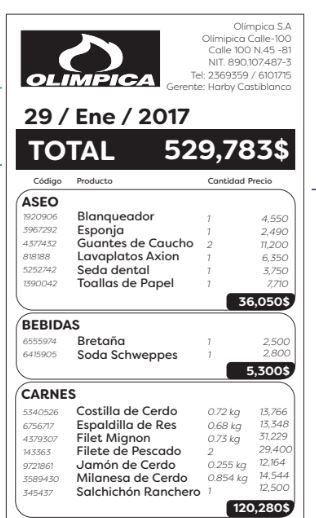 Olímpica S.A
Olímpica Calle-100
Calle 100 N.45 -81
NIT. 890.107.487-3
Tel: 2369359 / 6101715
Gerente: Harby Castiblanco
OLIMPICA
29 / Ene / 2017
TOTAL 529,783$
Código Producto Cantidad Precio
ASEO
1920906 Blanqueador 1 4,550
3967292 Esponja 1 2,490
4377432 Guantes de Caucho 2 11,200
818188 Lavaplatos Axion 1 6,350
5252742 Seda dental 1 3,750
1390042 Toallas de Papel 1 7,710
36,050$
BEBIDAS
6555974 Bretaña 1 2,500
6415905 Soda Schweppes 1 2,800
5,300$
CARNES
5340526 Costilla de Cerdo 0.72 kg 13,766
6756717 Espaldilla de Res 0.68 kg 13,348
4379307 Filet Mignon 0.73 kg 31,229
143363 Filete de Pescado 2 29,400
9721861 Jamón de Cerdo 0.255 kg 12,164
3589430 Milanesa de Cerdo 0.854 kg 14,544
345437 Salchichón Ranchero 1 12,500
120,280$